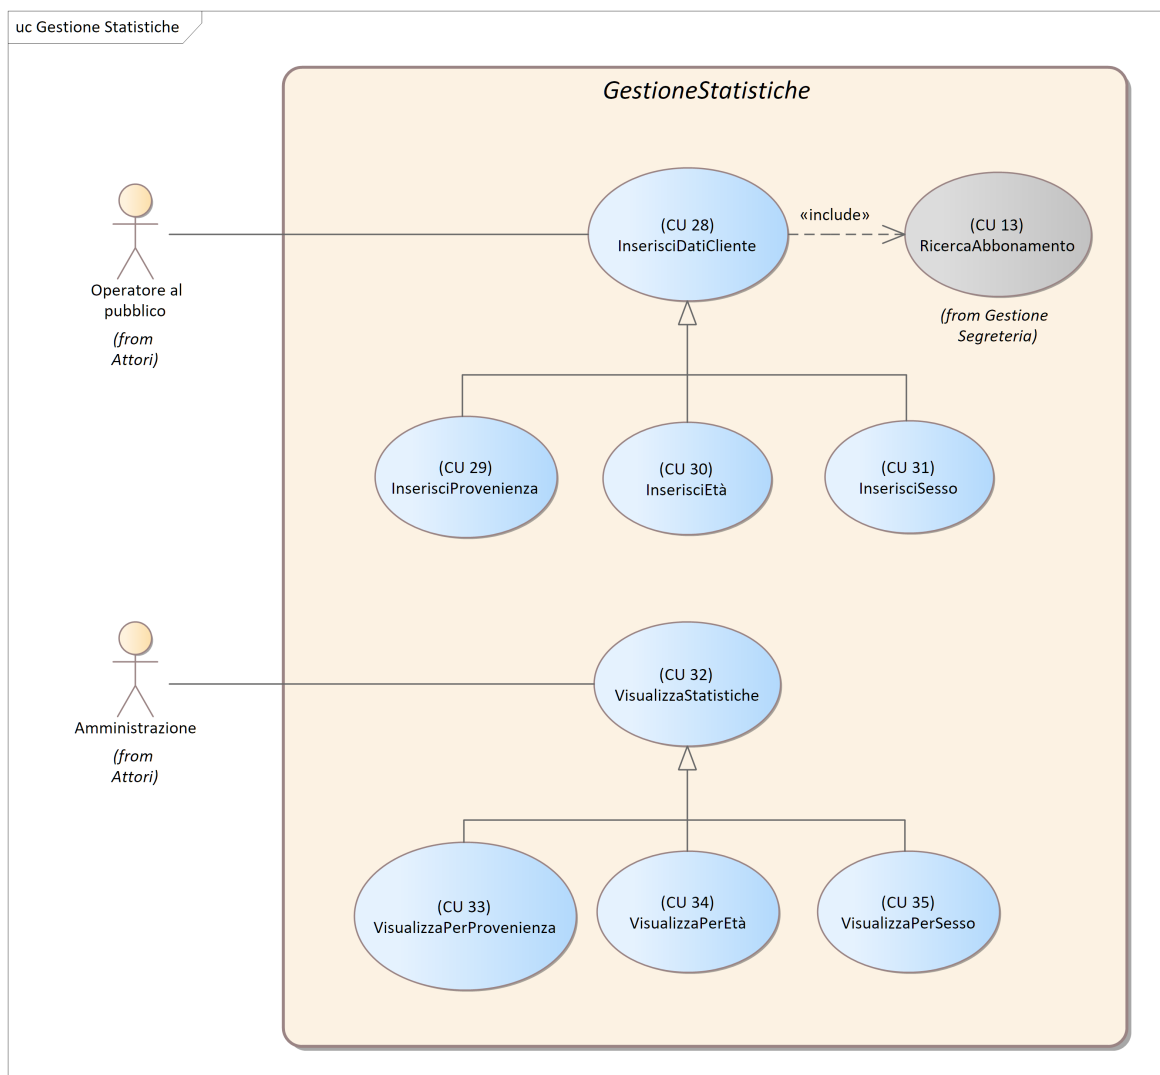 uc Gestione Statistiche
GestioneStatistiche
(CU 28)
InserisciDatiCliente
«include»
(CU 13)
RicercaAbbonamento
(from Gestione
Segreteria)
Operatore al
pubblico
(from
Attori)
(CU 29)
InserisciProvenienza
(CU 30)
InserisciEtà
(CU 31)
InserisciSesso
(CU 32)
VisualizzaStatistiche
Amministrazione
(from
Attori)
(CU 33)
VisualizzaPerProvenienza
(CU 34)
VisualizzaPerEtà
(CU 35)
VisualizzaPerSesso